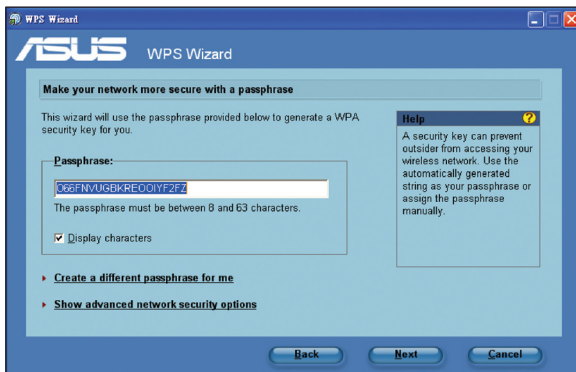 WPS Wizard
ASUS WPS Wizard
Make your network more secure with a passphrase
This wizard will use the passphrase provided below to generate a WPA
security key for you.
Passphrase:
O66FNVUGBKREOOIYF2FZ
The passphrase must be between 8 and 63 characters.
Display characters
Create a different passphrase for me
Show advanced network security options
Help
A security key can prevent
outsider from accessing your
wireless network. Use the
automatically generated
string as your passphrase or
assign the passphrase
manually.
Back Next Cancel